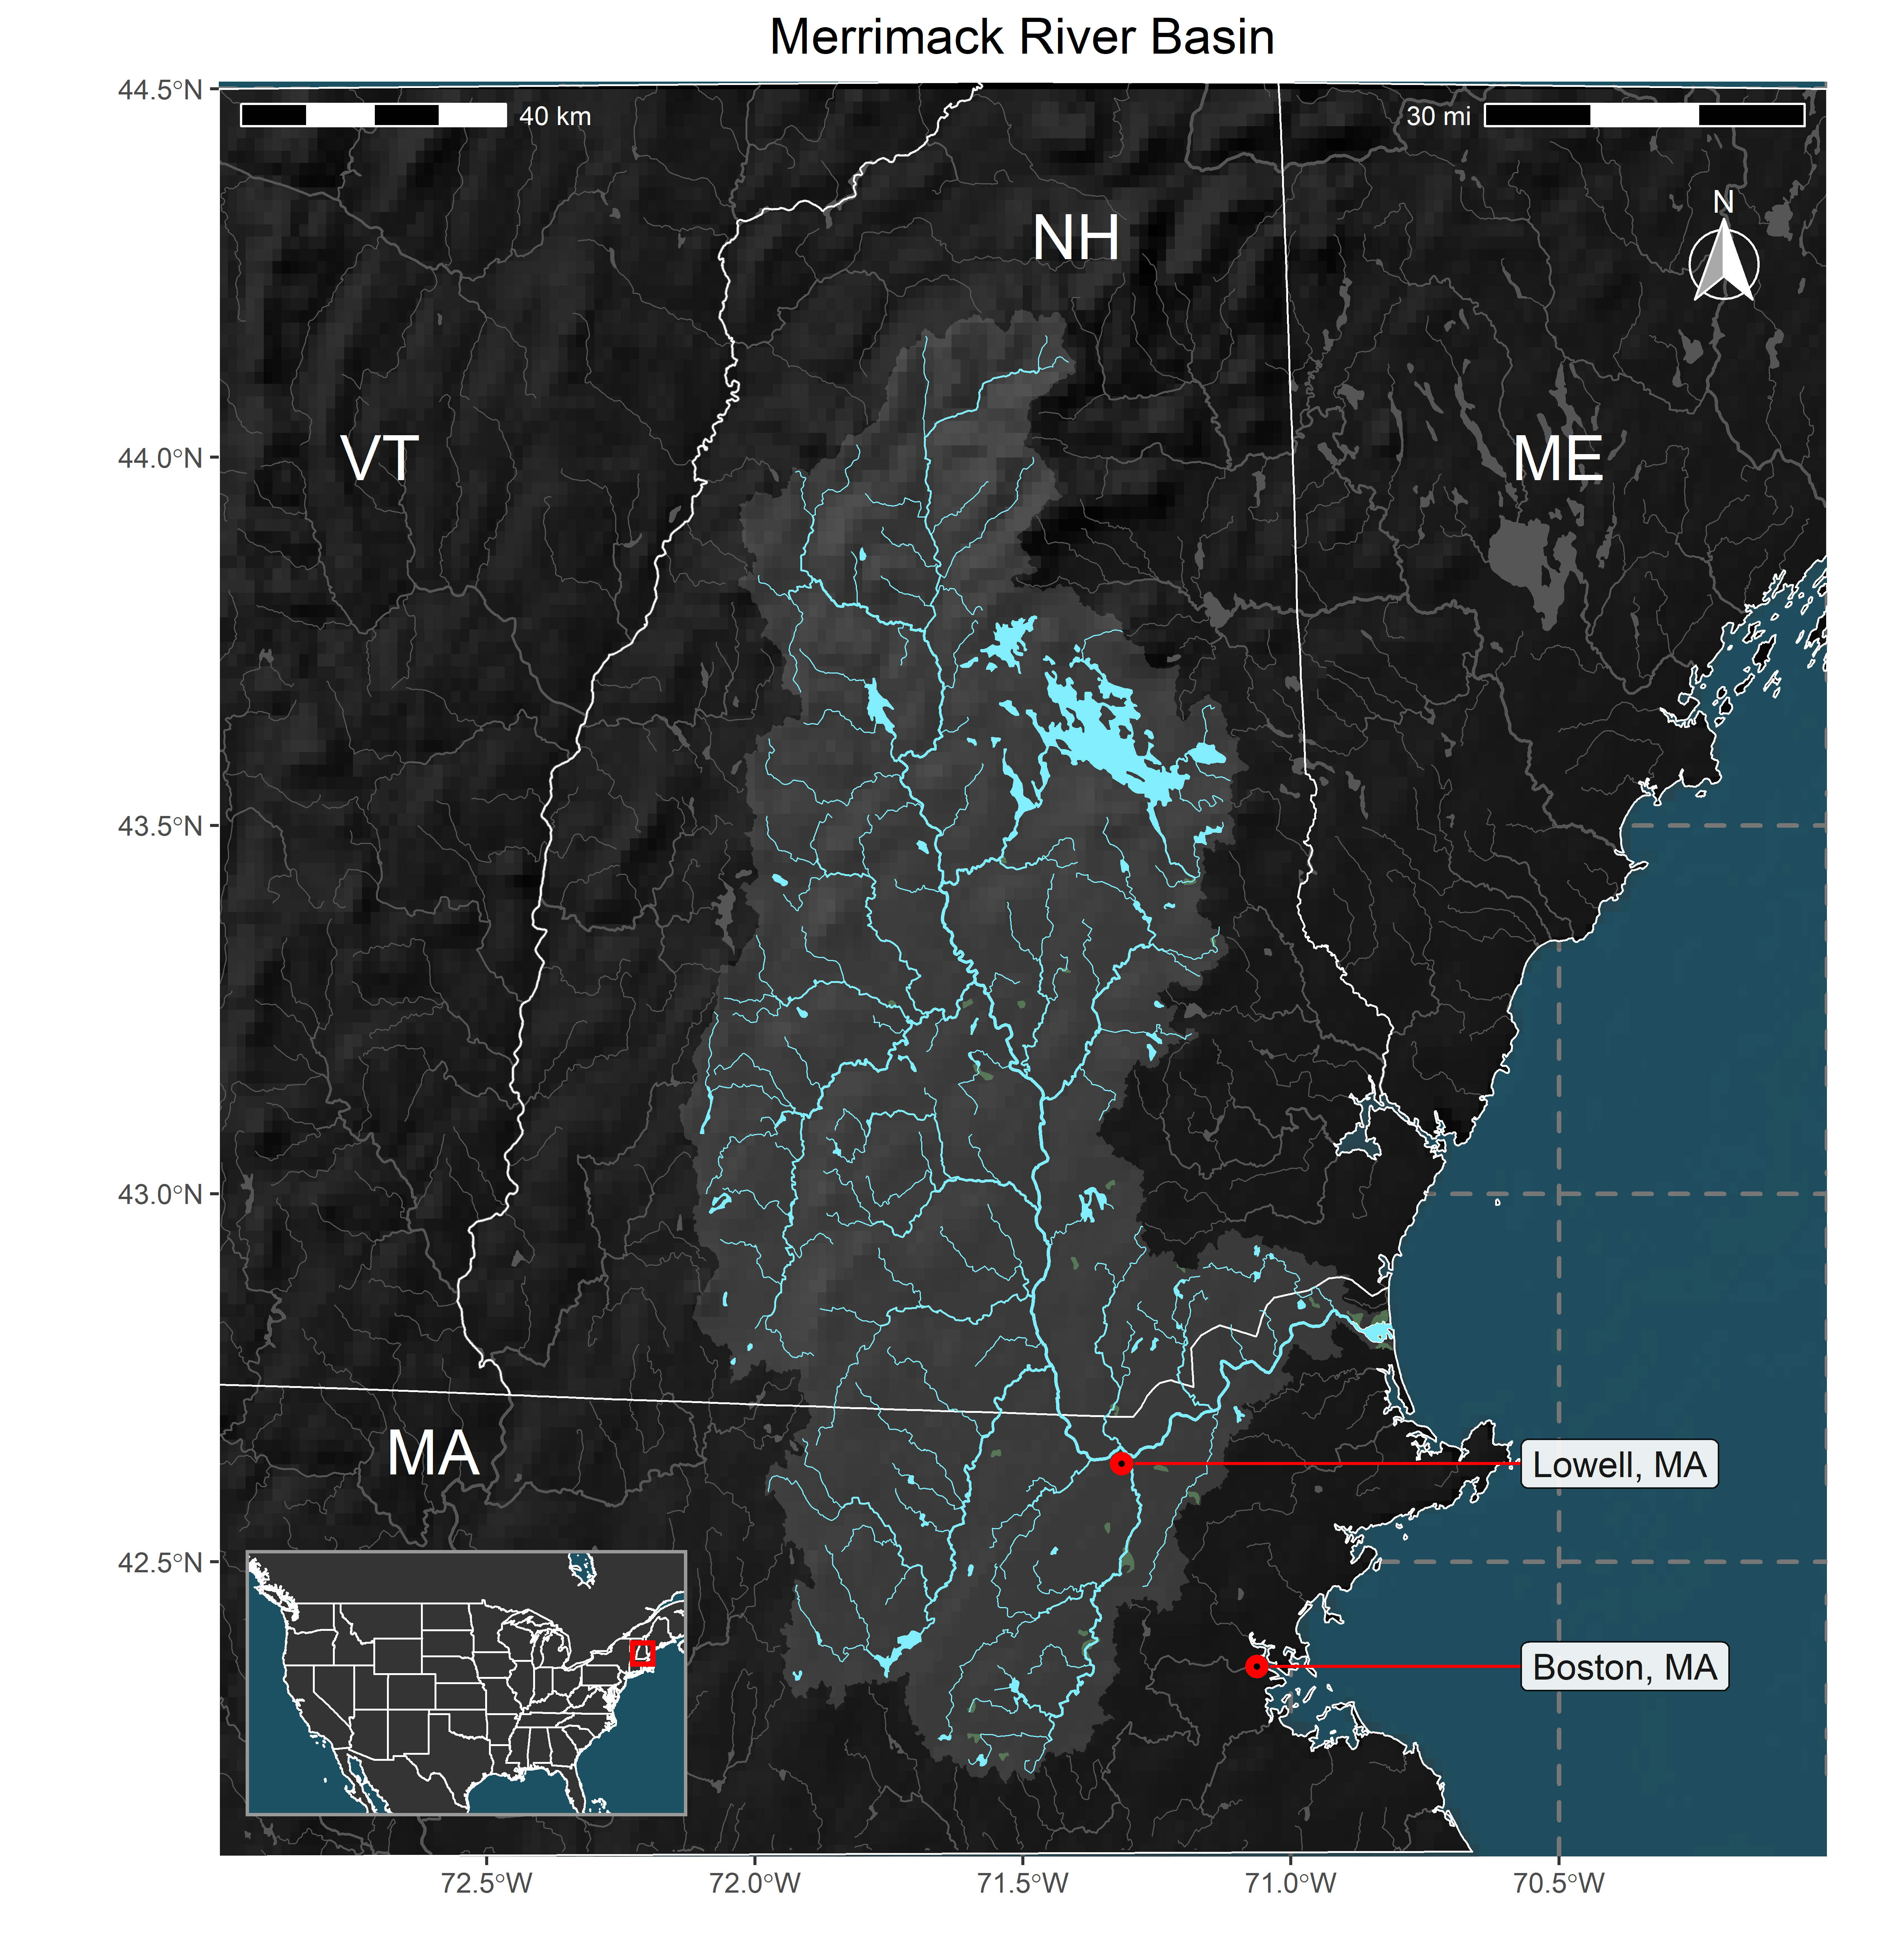 Merrimack River Basin
44.5°N
40 km
30 mi
N
NH
44.0°N
VT
ME
43.5°N
43.0°N
MA
Lowell, MA
42.5°N
Boston, MA
72.5°W
72.0°W
71.5°W
71.0°W
70.5°W